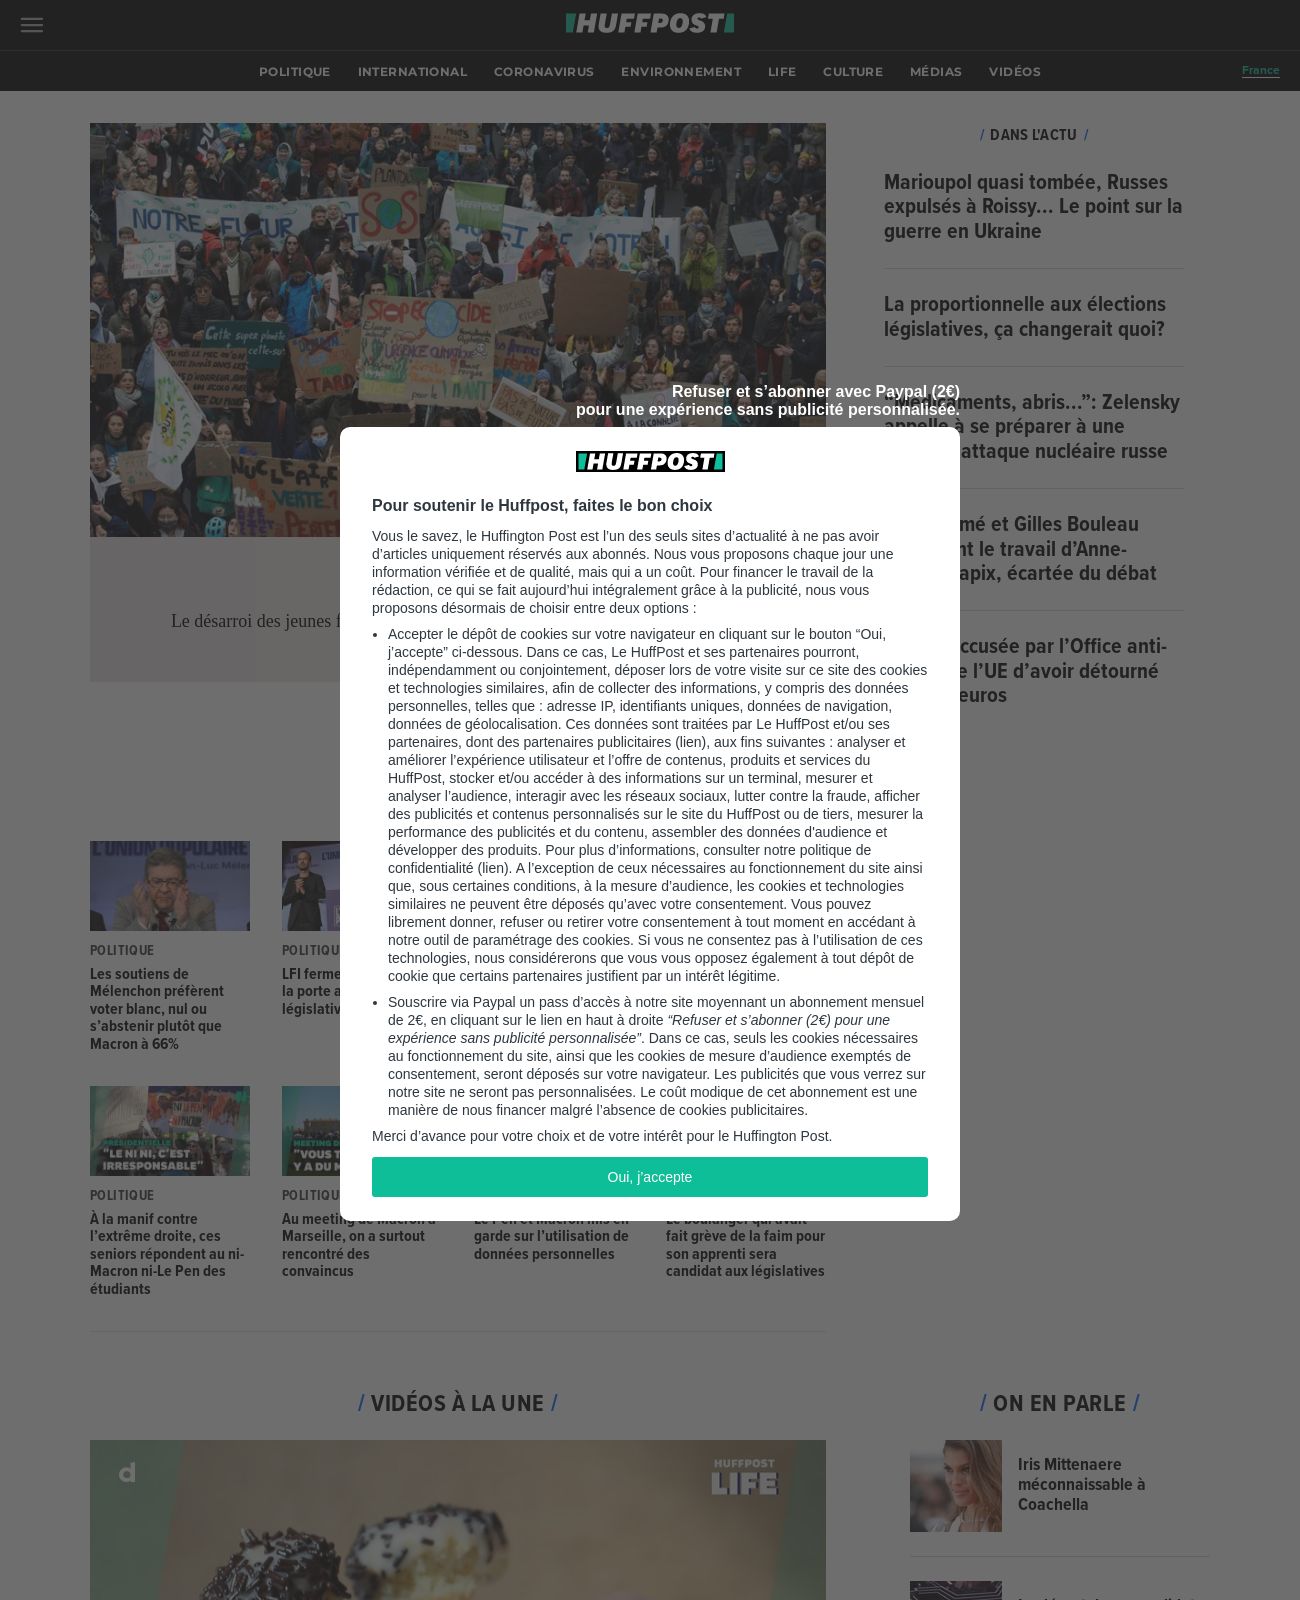 HUFFPOST
POLITIQUE INTERNATIONAL CORONAVIRUS ENVIRONNEMENT LIFE CULTURE MÉDIAS VIDÉOS
France
PLANÈTE
SOS
GREENPEACE
NOTRE FUTUR
AUSSI
STOP ECOCIDE
URGENCE CLIMATIQUE
Cette super planète
TARD
RICHES
NUCLÉAIRE
VERTE ?
/ DANS L'ACTU /
Marioupol quasi tombée, Russes
expulsés à Roissy... Le point sur la
guerre en Ukraine
La proportionnelle aux élections
législatives, ça changerait quoi?
“Médicaments, abris...”: Zelensky
appelle à se préparer à une
attaque nucléaire russe
mé et Gilles Bouleau
nt le travail d’Anne-
apix, écartée du débat
ccusée par l’Office anti-
e l’UE d’avoir détourné
euros
Le désarroi des jeunes f
Refuser et s’abonner avec Paypal (2€)
pour une expérience sans publicité personnalisée.
HUFFPOST
Pour soutenir le Huffpost, faites le bon choix
Vous le savez, le Huffington Post est l’un des seuls sites d’actualité à ne pas avoir
d’articles uniquement réservés aux abonnés. Nous vous proposons chaque jour une
information vérifiée et de qualité, mais qui a un coût. Pour financer le travail de la
rédaction, ce qui se fait aujourd’hui intégralement grâce à la publicité, nous vous
proposons désormais de choisir entre deux options :
• Accepter le dépôt de cookies sur votre navigateur en cliquant sur le bouton “Oui,
j’accepte” ci-dessous. Dans ce cas, Le HuffPost et ses partenaires pourront,
indépendamment ou conjointement, déposer lors de votre visite sur ce site des cookies
et technologies similaires, afin de collecter des informations, y compris des données
personnelles, telles que : adresse IP, identifiants uniques, données de navigation,
données de géolocalisation. Ces données sont traitées par Le HuffPost et/ou ses
partenaires, dont des partenaires publicitaires (lien), aux fins suivantes : analyser et
améliorer l’expérience utilisateur et l’offre de contenus, produits et services du
HuffPost, stocker et/ou accéder à des informations sur un terminal, mesurer et
analyser l’audience, interagir avec les réseaux sociaux, lutter contre la fraude, afficher
des publicités et contenus personnalisés sur le site du HuffPost ou de tiers, mesurer la
performance des publicités et du contenu, assembler des données d’audience et
développer des produits. Pour plus d’informations, consulter notre politique de
confidentialité (lien). A l’exception de ceux nécessaires au fonctionnement du site ainsi
que, sous certaines conditions, à la mesure d’audience, les cookies et technologies
similaires ne peuvent être déposés qu’avec votre consentement. Vous pouvez
librement donner, refuser ou retirer votre consentement à tout moment en accédant à
notre outil de paramétrage des cookies. Si vous ne consentez pas à l’utilisation de ces
technologies, nous considérerons que vous vous opposez également à tout dépôt de
cookie que certains partenaires justifient par un intérêt légitime.
• Souscrire via Paypal un pass d’accès à notre site moyennant un abonnement mensuel
de 2€, en cliquant sur le lien en haut à droite “Refuser et s’abonner (2€) pour une
expérience sans publicité personnalisée”. Dans ce cas, seuls les cookies nécessaires
au fonctionnement du site, ainsi que les cookies de mesure d’audience exemptés de
consentement, seront déposés sur votre navigateur. Les publicités que vous verrez sur
notre site ne seront pas personnalisées. Le coût modique de cet abonnement est une
manière de nous financer malgré l’absence de cookies publicitaires.
Merci d’avance pour votre choix et de votre intérêt pour le Huffington Post.
Oui, j’accepte
L'UNION POPULAIRE
POLITIQUE
Les soutiens de
Mélenchon préfèrent
voter blanc, nul ou
s’abstenir plutôt que
Macron à 66%
POLITIQU
LFI ferme
la porte a
législativ
PRÉSIDENTIELLE
"LE NI NI, C'EST
IRRESPONSABLE"
POLITIQUE
À la manif contre
l’extrême droite, ces
seniors répondent au ni-
Macron ni-Le Pen des
étudiants
MEETING D
"VOUS T
Y A DU M
POLITIQU
Au meeting de Macron à
Marseille, on a surtout
rencontré des
convaincus
Le Pen et Macron mis en
garde sur l’utilisation de
données personnelles
Le boulanger qui avait
fait grève de la faim pour
son apprenti sera
candidat aux législatives
/ VIDÉOS À LA UNE /
d
HUFFPOST
LIFE
/ ON EN PARLE /
Iris Mittenaere
méconnaissable à
Coachella